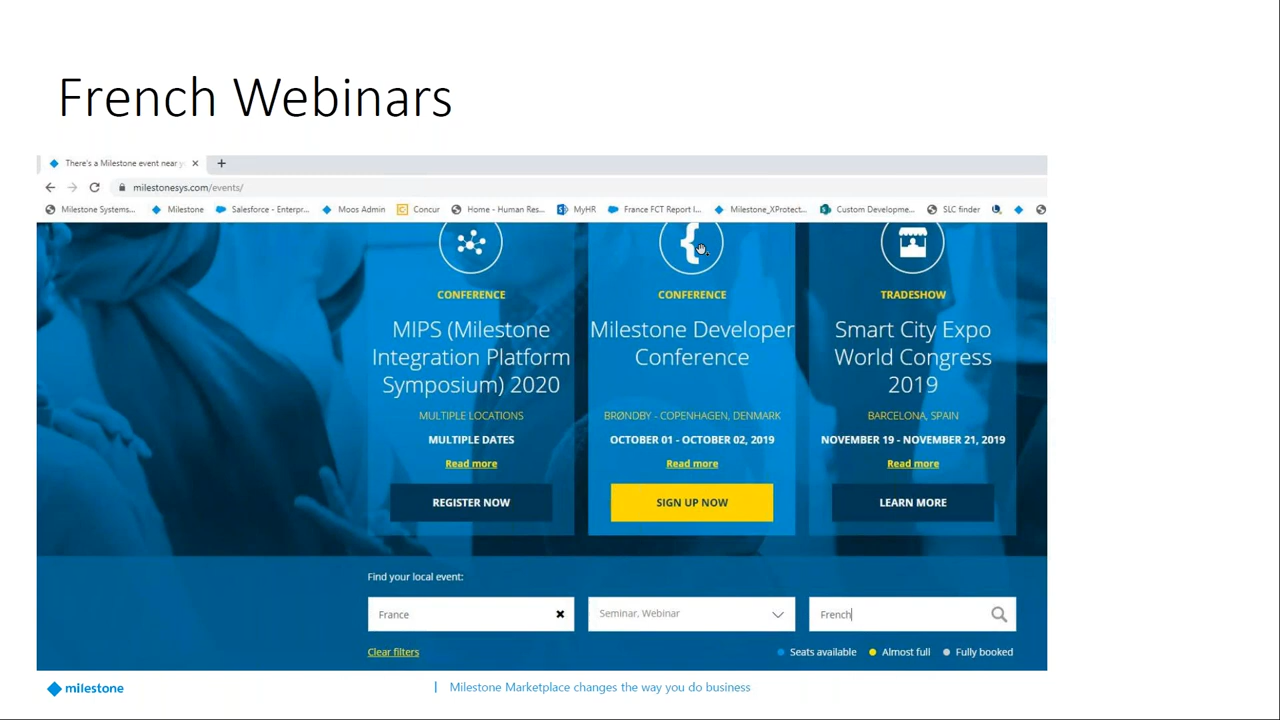 French Webinars
There's a Milestone event near y
milestonesys.com/events/
Milestone Systems... Milestone Salesforce - Enterpr... Moos Admin Concur Home - Human Res... MyHR France FCT Report I... Milestone_XProtect... Custom Developme... SLC finder
CONFERENCE
MIPS (Milestone
Integration Platform
Symposium) 2020
MULTIPLE LOCATIONS
MULTIPLE DATES
Read more
REGISTER NOW
CONFERENCE
Milestone Developer
Conference
BRØNDBY - COPENHAGEN, DENMARK
OCTOBER 01 - OCTOBER 02, 2019
Read more
SIGN UP NOW
TRADESHOW
Smart City Expo
World Congress
2019
BARCELONA, SPAIN
NOVEMBER 19 - NOVEMBER 21, 2019
Read more
LEARN MORE
Find your local event:
France Seminar, Webinar French
Clear filters Seats available Almost full Fully booked
milestone | Milestone Marketplace changes the way you do business